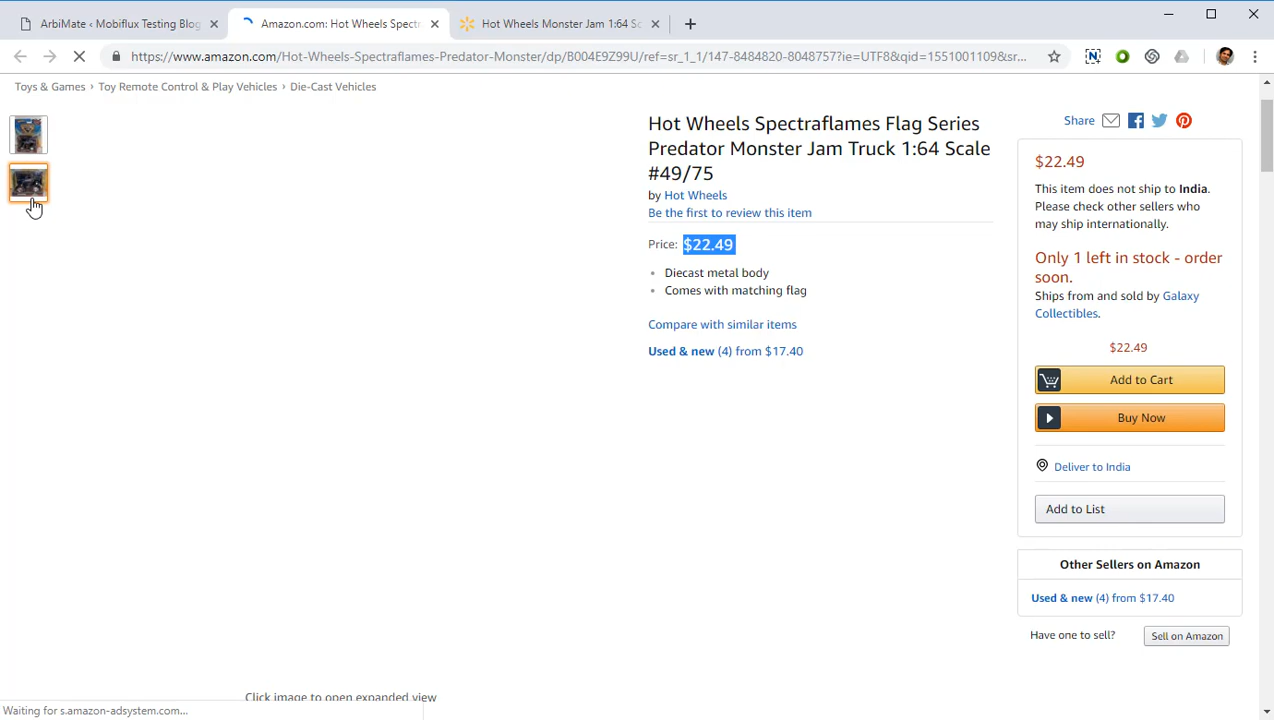 ArbiMate ‹ Mobiflux Testing Blog
Amazon.com: Hot Wheels Spectr
Hot Wheels Monster Jam 1:64 Sc
https://www.amazon.com/Hot-Wheels-Spectraflames-Predator-Monster/dp/B004E9Z99U/ref=sr_1_1/147-8484820-8048757?ie=UTF8&qid=1551001109&sr...
Toys & Games › Toy Remote Control & Play Vehicles › Die-Cast Vehicles
Hot Wheels Spectraflames Flag Series
Predator Monster Jam Truck 1:64 Scale
#49/75
by Hot Wheels
Be the first to review this item
Price: $22.49
Diecast metal body
Comes with matching flag
Compare with similar items
Used & new (4) from $17.40
Share
$22.49
This item does not ship to India.
Please check other sellers who
may ship internationally.
Only 1 left in stock - order
soon.
Ships from and sold by Galaxy
Collectibles.
$22.49
Add to Cart
Buy Now
Deliver to India
Add to List
Other Sellers on Amazon
Used & new (4) from $17.40
Have one to sell?
Sell on Amazon
Click image to open expanded view
Waiting for s.amazon-adsystem.com...